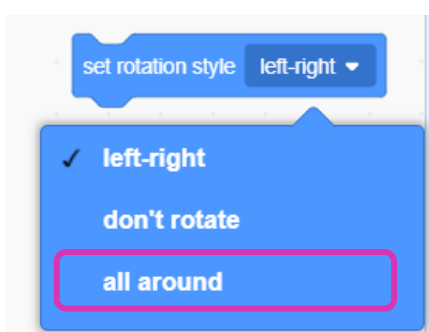 set rotation style left-right
left-right
don't rotate
all around